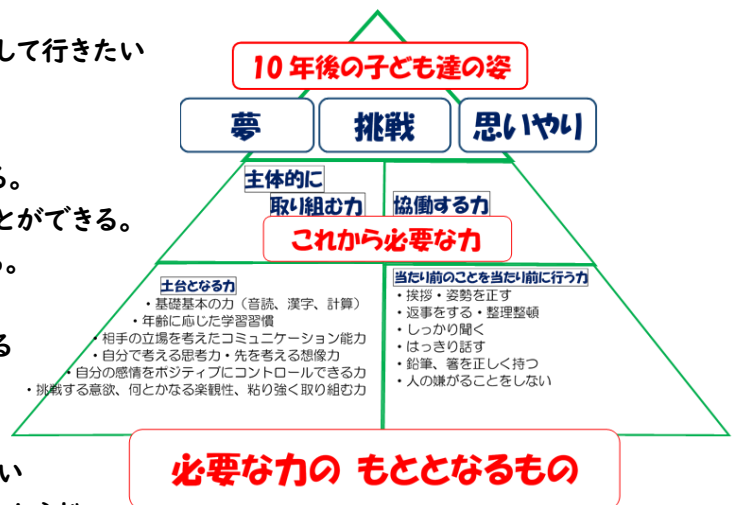 して行きたい
10年後の子ども達の姿
夢 挑戦 思いやり
る。
とができる。
る。
る
い
主体的に
取り組む力
協働する力
これから必要な力
土台となる力
・基礎基本の力（音読、漢字、計算）
・年齢に応じた学習習慣
・相手の立場を考えたコミュニケーション能力
・自分で考える思考力・先を考える想像力
・自分の感情をポジティブにコントロールできる力
・挑戦する意欲、何とかなる楽観性、粘り強く取り組む力
当たり前のことを当たり前に行う力
・挨拶・姿勢を正す
・返事をする・整理整頓
・しっかり聞く
・はっきり話す
・鉛筆、箸を正しく持つ
・人の嫌がることをしない
必要な力の もととなるもの